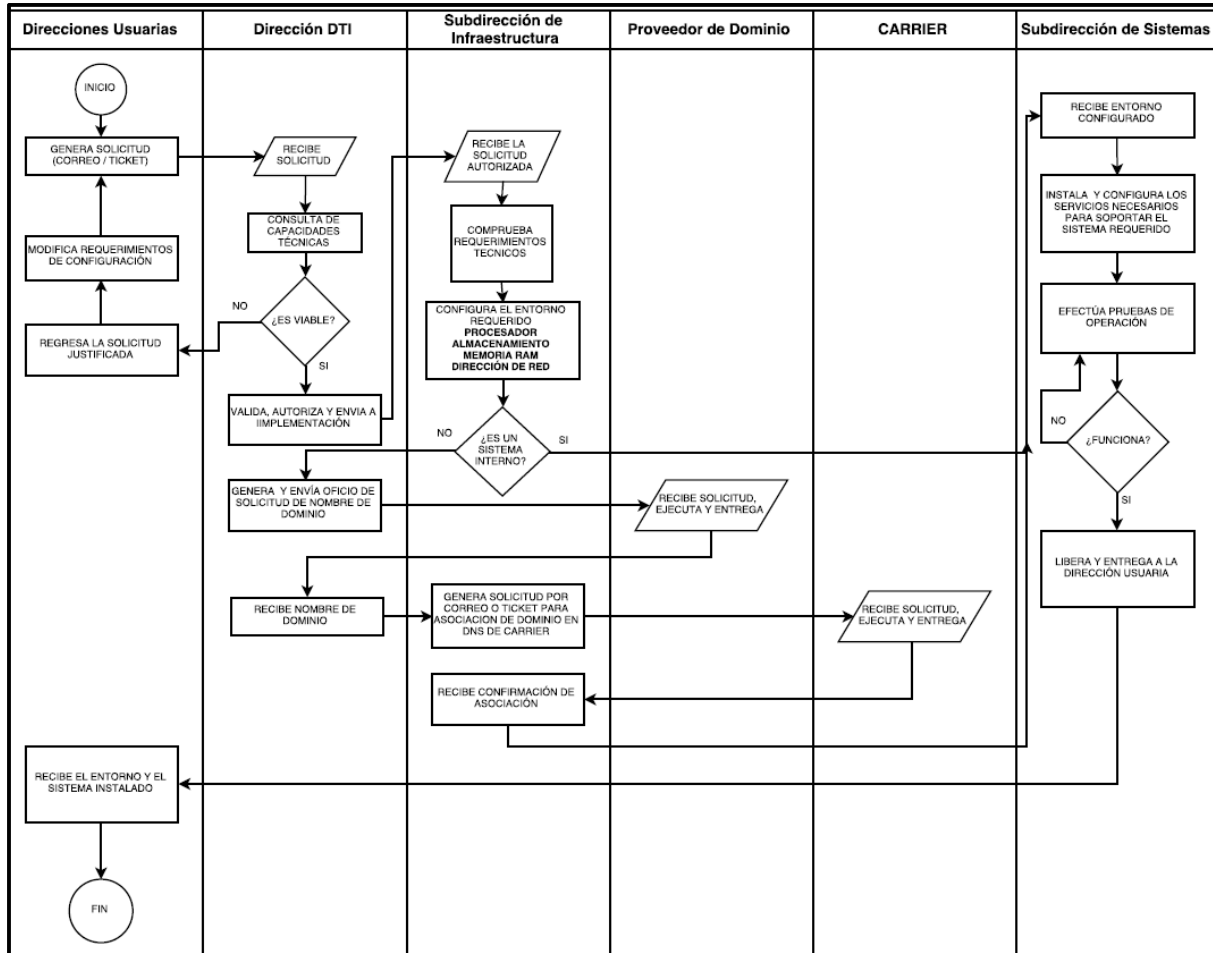 Direcciones Usuarias
Dirección DTI
Subdirección de
Infraestructura
Proveedor de Dominio
CARRIER
Subdirección de Sistemas
INICIO
GENERA SOLICITUD
(CORREO / TICKET)
MODIFICA REQUERIMIENTOS
DE CONFIGURACIÓN
REGRESA LA SOLICITUD
JUSTIFICADA
RECIBE
SOLICITUD
CONSULTA DE
CAPACIDADES
TÉCNICAS
¿ES VIABLE?
NO
SI
VALIDA, AUTORIZA Y ENVIA A
IIMPLEMENTACIÓN
RECIBE LA
SOLICITUD
AUTORIZADA
COMPRUEBA
REQUERIMIENTOS
TECNICOS
CONFIGURA EL ENTORNO
REQUERIDO
PROCESADOR
ALMACENAMIENTO
MEMORIA RAM
DIRECCIÓN DE RED
¿ES UN
SISTEMA
INTERNO?
NO
SI
GENERA Y ENVÍA OFICIO DE
SOLICITUD DE NOMBRE DE
DOMINIO
RECIBE SOLICITUD,
EJECUTA Y ENTREGA
RECIBE NOMBRE DE
DOMINIO
GENERA SOLICITUD POR
CORREO O TICKET PARA
ASOCIACION DE DOMINIO EN
DNS DE CARRIER
RECIBE SOLICITUD,
EJECUTA Y ENTREGA
RECIBE CONFIRMACIÓN DE
ASOCIACIÓN
RECIBE ENTORNO
CONFIGURADO
INSTALA Y CONFIGURA LOS
SERVICIOS NECESARIOS
PARA SOPORTAR EL
SISTEMA REQUERIDO
EFECTÚA PRUEBAS DE
OPERACIÓN
NO
¿FUNCIONA?
SI
LIBERA Y ENTREGA A LA
DIRECCIÓN USUARIA
RECIBE EL ENTORNO Y EL
SISTEMA INSTALADO
FIN